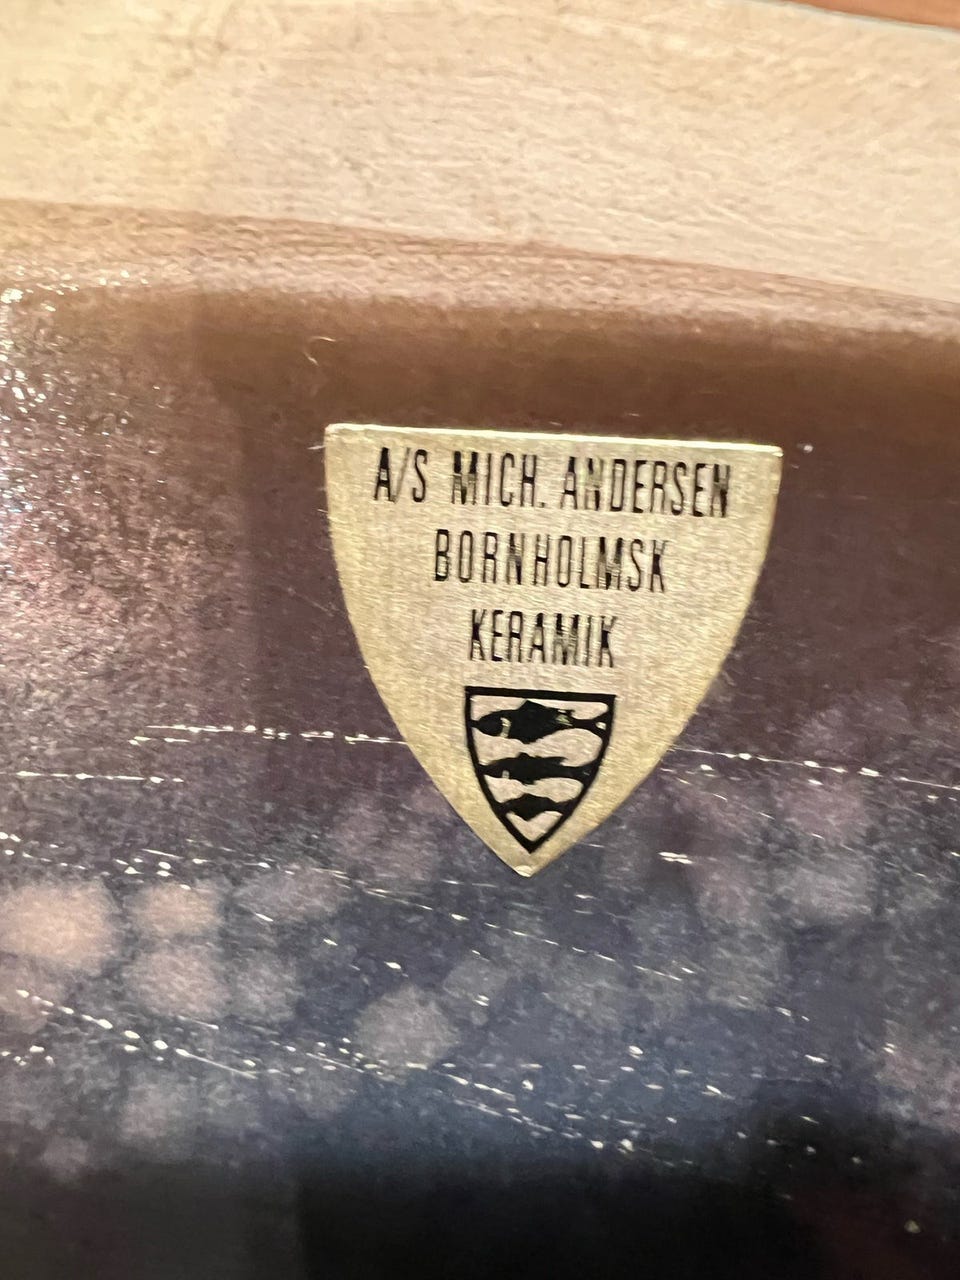 A/S MICH. ANDERSEN
BORNHOLMSK
KERAMIK